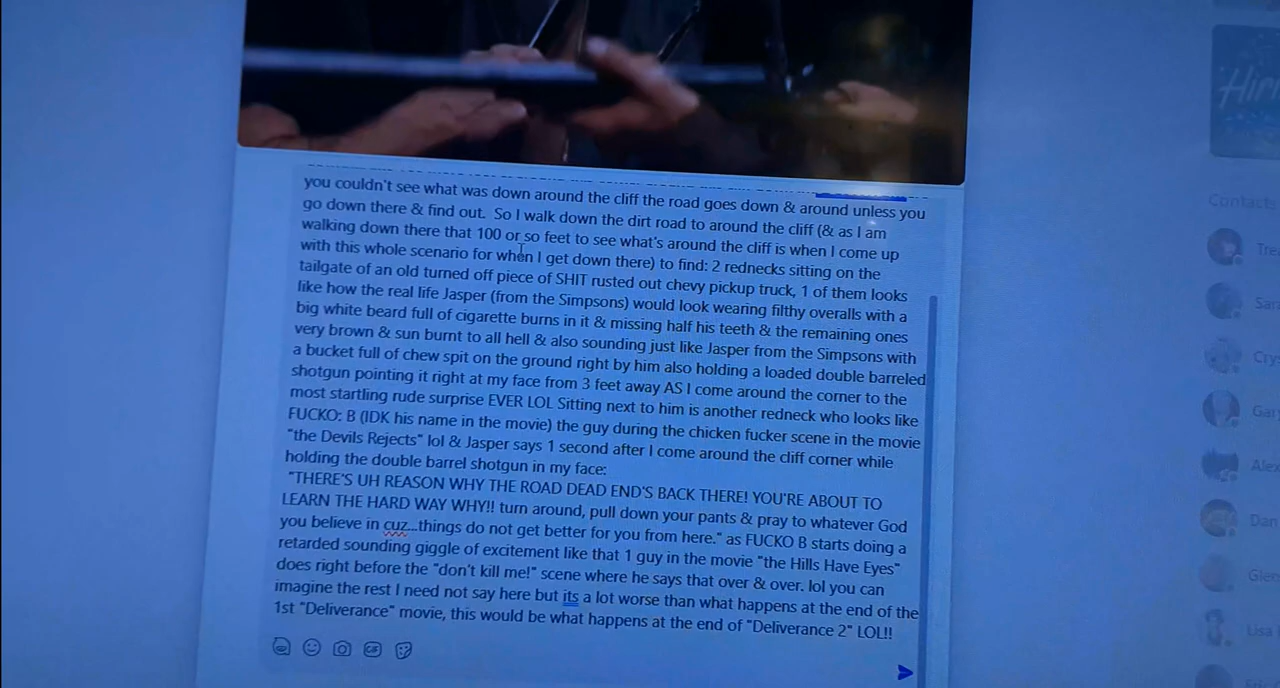 you couldn't see what was down around the cliff the road goes down & around unless you
go down there & find out.  So I walk down the dirt road to around the cliff (& as I am
walking down there that 100 or so feet to see what's around the cliff is when I come up
with this whole scenario for when I get down there) to find: 2 rednecks sitting on the
tailgate of an old turned off piece of SHIT rusted out chevy pickup truck, 1 of them looks
like how the real life Jasper (from the Simpsons) would look wearing filthy overalls with a
big white beard full of cigarette burns in it & missing half his teeth & the remaining ones
very brown & sun burnt to all hell & also sounding just like Jasper from the Simpsons with
a bucket full of chew spit on the ground right by him also holding a loaded double barreled
shotgun pointing it right at my face from 3 feet away AS I come around the corner to the
most startling rude surprise EVER LOL Sitting next to him is another redneck who looks like
FUCKO: B (IDK his name in the movie) the guy during the chicken fucker scene in the movie
"the Devils Rejects" lol & Jasper says 1 second after I come around the cliff corner while
holding the double barrel shotgun in my face:
"THERE'S UH REASON WHY THE ROAD DEAD END'S BACK THERE! YOU'RE ABOUT TO
LEARN THE HARD WAY WHY!! turn around, pull down your pants & pray to whatever God
you believe in cuz...things do not get better for you from here." as FUCKO B starts doing a
retarded sounding giggle of excitement like that 1 guy in the movie "the Hills Have Eyes"
does right before the "don't kill me!" scene where he says that over & over. lol you can
imagine the rest I need not say here but its a lot worse than what happens at the end of the
1st "Deliverance" movie, this would be what happens at the end of "Deliverance 2" LOL!!
GIF
Contacts
Tre
Sar
Cry
Alex
Dar
Lisa